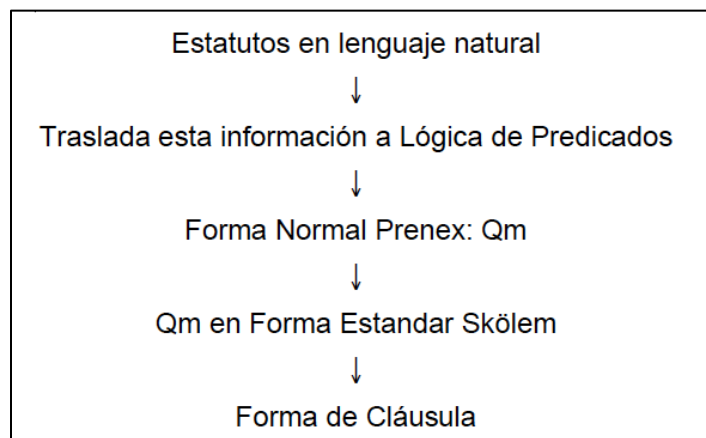 Estatutos en lenguaje natural
↓
Traslada esta información a Lógica de Predicados
↓
Forma Normal Prenex: Qm
↓
Qm en Forma Estandar Skölem
↓
Forma de Cláusula